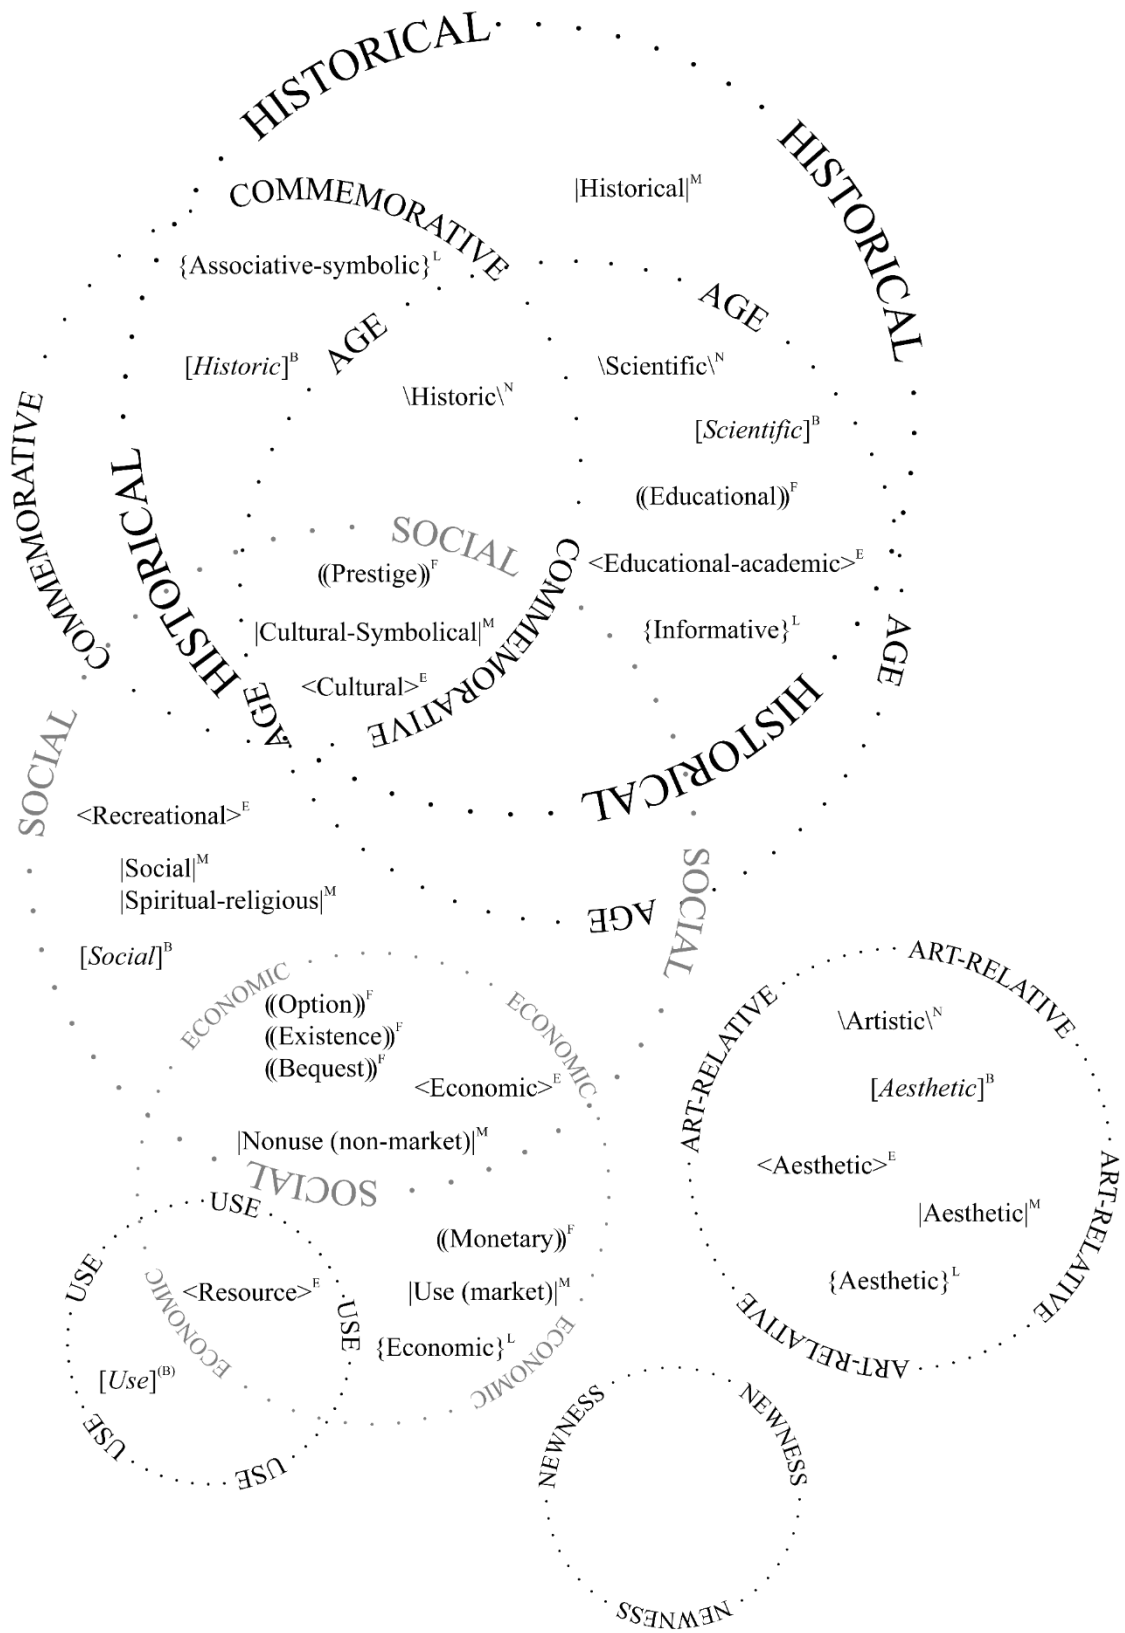 HISTORICAL
HISTORICAL
COMMEMORATIVE
|Historical|ᴹ
{Associative-symbolic}ᴸ
AGE
AGE
[Historic]ᴮ
\Scientific\ᴺ
\Historic\ᴺ
COMMEMORATIVE
[Scientific]ᴮ
HISTORICAL
((Educational))ꟳ
SOCIAL
<Educational-academic>ᴱ
((Prestige))ꟳ
COMMEMORATIVE
COMMEMORATIVE
|Cultural-Symbolical|ᴹ
{Informative}ᴸ
HISTORICAL
AGE
<Cultural>ᴱ
AGE
HISTORICAL
SOCIAL
<Recreational>ᴱ
|Social|ᴹ
|Spiritual-religious|ᴹ
SOCIAL
AGE
[Social]ᴮ
ECONOMIC
ECONOMIC
((Option))ꟳ
((Existence))ꟳ
((Bequest))ꟳ
<Economic>ᴱ
|Nonuse (non-market)|ᴹ
SOCIAL
ART-RELATIVE
ART-RELATIVE
\Artistic\ᴺ
[Aesthetic]ᴮ
<Aesthetic>ᴱ
|Aesthetic|ᴹ
{Aesthetic}ᴸ
ART-RELATIVE
ART-RELATIVE
USE
((Monetary))ꟳ
USE
<Resource>ᴱ
|Use (market)|ᴹ
USE
ECONOMIC
{Economic}ᴸ
ECONOMIC
[Use]⁽ᴮ⁾
USE
USE
NEWNESS
NEWNESS
NEWNESS